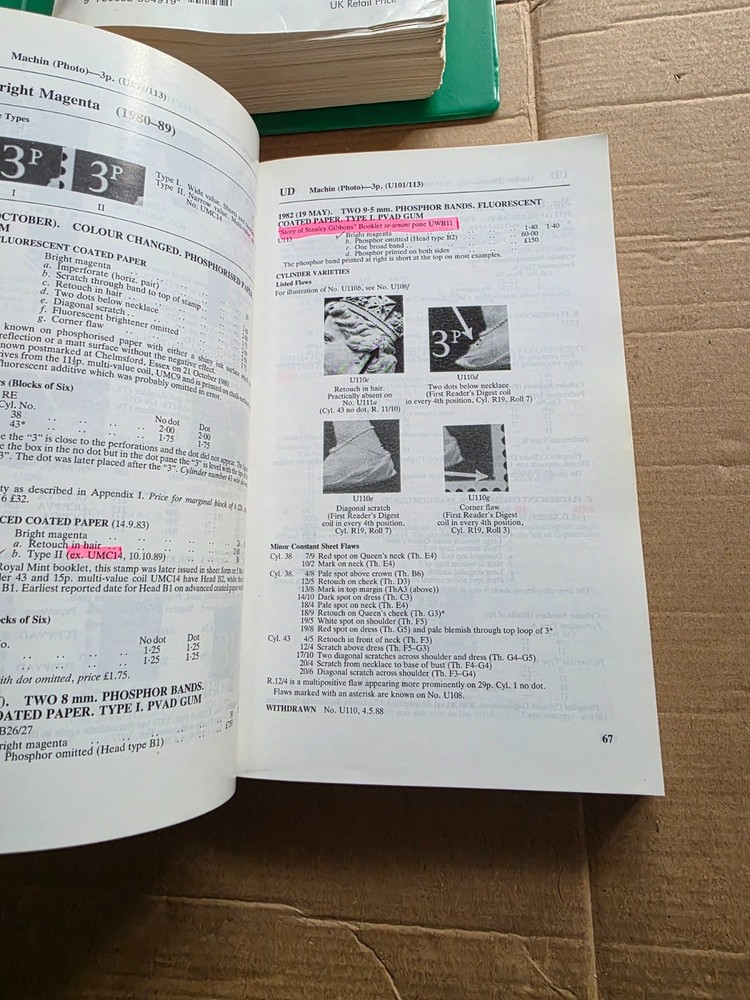 UK Retail Price
Machin (Photo)—3p.
right Magenta (1980–89)
e Types
3P
3P
I
II
Type I. Wide value.
Type II. Narrow value.
No. UMC14
OCTOBER). COLOUR CHANGED. PHOSPHORISED
M
FLUORESCENT COATED PAPER
Bright magenta
a. Imperforate (horiz. pair)
b. Scratch through band to top of stamp
c. Retouch in hair
d. Two dots below necklace
e. Diagonal scratch
f. Fluorescent brightener omitted
g. Corner flaw
known on phosphorised paper with either a shiny ink surface
reflection or a matt surface without the negative effect.
nown postmarked at Chelmsford, Essex on 21 October 1980.
rives from the 11½p. multi-value coil, UMC9 and is printed on
fluorescent additive which was probably omitted in error.
rs (Blocks of Six)
RE
Cyl. No.
No dot Dot
38 2·00 2·00
43* 1·75 1·75
e the "3" is close to the perforations and the dot did not appear.
e the box in the no dot but in the dot pane the "3" is level with the
3". The dot was later placed after the "3". Cylinder number 43
ty as described in Appendix I. Price for marginal block of 6
6 £32.
CED COATED PAPER (14.9.83)
Bright magenta
a. Retouch in hair
b. Type II (ex. UMC14, 10.10.89)
Royal Mint booklet, this stamp was later issued in sheet form
er 43 and 15p. multi-value coil UMC14 have Head B2,
B1. Earliest reported date for Head B1 on advanced coated paper
ocks of Six)
No dot Dot
1·25 1·25
1·25 1·25
ith dot omitted, price £1.75.
). TWO 8 mm. PHOSPHOR BANDS.
OATED PAPER. TYPE I. PVAD GUM
B26/27
right magenta
Phosphor omitted (Head type B1)
UD Machin (Photo)—3p. (U101/113)
1982 (19 MAY). TWO 9·5 mm. PHOSPHOR BANDS. FLUORESCENT
COATED PAPER. TYPE I. PVAD GUM
"Story of Stanley Gibbons" Booklet se-tenant pane UWB11
U113 Bright magenta 1·40 1·40
b. Phosphor omitted (Head type B2) 60·00
c. One broad band £150
d. Phosphor printed on both sides
The phosphor band printed at right is short at the top on most examples.
CYLINDER VARIETIES
Listed Flaws
For illustration of No. U110b, see No. U108f
3P
U110c
Retouch in hair.
Practically absent on
No. U111a
(Cyl. 43 no dot, R. 11/10)
U110d
Two dots below necklace
(First Reader's Digest coil
in every 4th position, Cyl. R19, Roll 7)
U110e
Diagonal scratch
(First Reader's Digest
coil in every 4th position,
Cyl. R19, Roll 7)
U110g
Corner flaw
(First Reader's Digest
coil in every 4th position,
Cyl. R19, Roll 3)
Minor Constant Sheet Flaws
Cyl. 38 7/9 Red spot on Queen's neck (Th. E4)
10/2 Mark on neck (Th. E4)
Cyl. 38. 4/8 Pale spot above crown (Th. B6)
12/5 Retouch on cheek (Th. D3)
13/8 Mark in top margin (ThA3 (above))
14/10 Dark spot on dress (Th. C3)
18/4 Pale spot on neck (Th. E4)
18/9 Retouch on Queen's cheek (Th. G3)*
19/5 White spot on shoulder (Th. F5)
19/8 Red spot on dress (Th. G5) and pale blemish through top loop of 3*
Cyl. 43 4/5 Retouch in front of neck (Th. F3)
12/4 Scratch above dress (Th. F5–G3)
17/10 Two diagonal scratches across shoulder and dress (Th. G4–G5)
20/4 Scratch from necklace to base of bust (Th. F4–G4)
20/6 Diagonal scratch across shoulder (Th. F3–G4)
R.12/4 is a multipositive flaw appearing more prominently on 29p. Cyl. 1 no dot.
Flaws marked with an asterisk are known on No. U108.
WITHDRAWN No. U110, 4.5.88
67